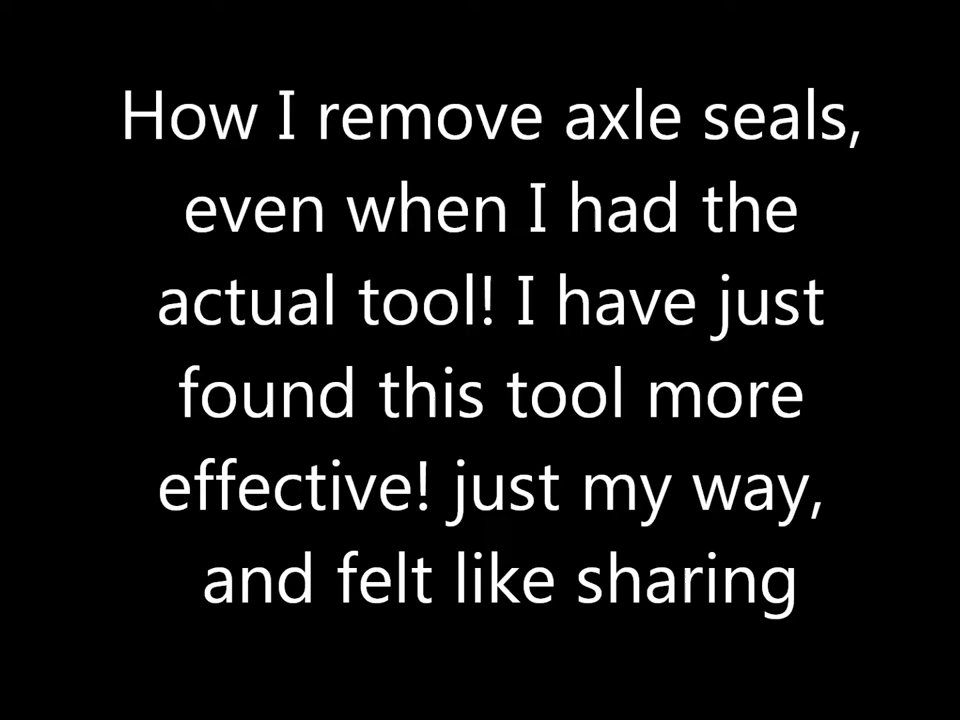 How I remove axle seals,
even when I had the
actual tool! I have just
found this tool more
effective! just my way,
and felt like sharing